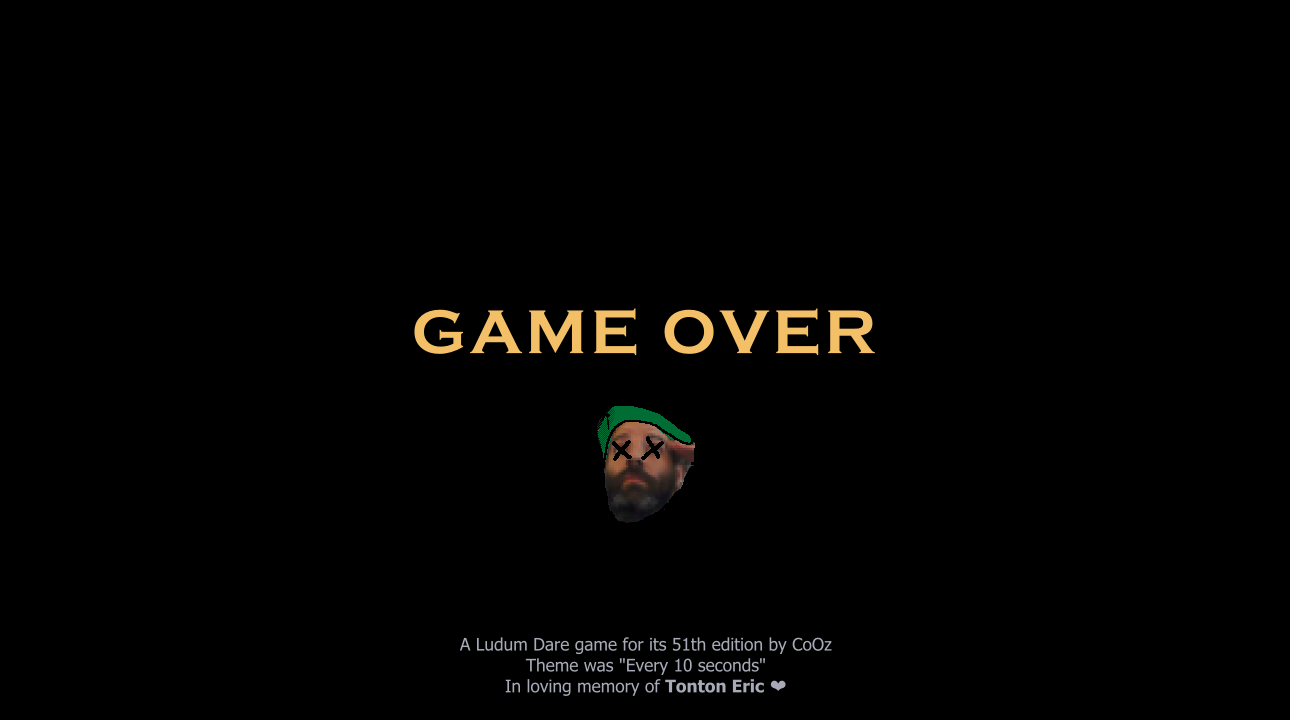 GAME OVER
A Ludum Dare game for its 51th edition by CoOz
Theme was "Every 10 seconds"
In loving memory of Tonton Eric ❤